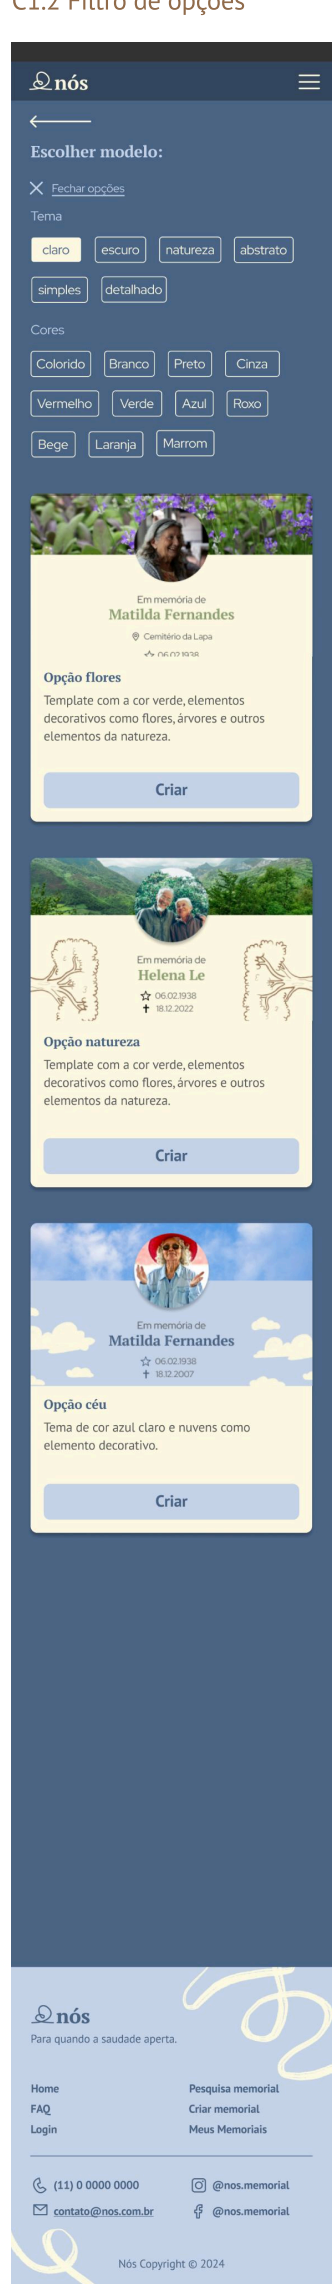 C1.2 Filtro de opções
nós
Escolher modelo:
Fechar opções
Tema
claro escuro natureza abstrato
simples detalhado
Cores
Colorido Branco Preto Cinza
Vermelho Verde Azul Roxo
Bege Laranja Marrom
Em memória de
Matilda Fernandes
Cemitério da Lapa
06.02.1938
Opção flores
Template com a cor verde, elementos
decorativos como flores, árvores e outros
elementos da natureza.
Criar
Em memória de
Helena Le
06.02.1938
18.12.2022
Opção natureza
Template com a cor verde, elementos
decorativos como flores, árvores e outros
elementos da natureza.
Criar
Em memória de
Matilda Fernandes
06.02.1938
18.12.2007
Opção céu
Tema de cor azul claro e nuvens como
elemento decorativo.
Criar
nós
Para quando a saudade aperta.
Home Pesquisa memorial
FAQ Criar memorial
Login Meus Memoriais
(11) 0 0000 0000 @nos.memorial
contato@nos.com.br @nos.memorial
Nós Copyright © 2024